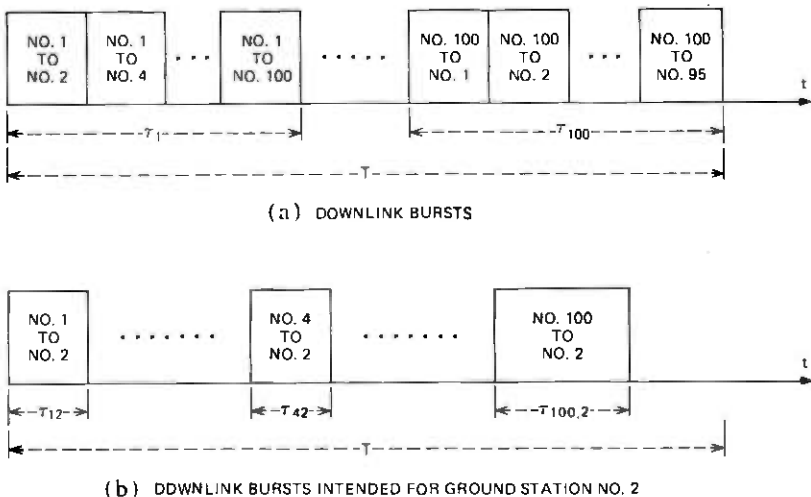 NO. 1 TO NO. 2
NO. 1 TO NO. 4
. . .
NO. 1 TO NO. 100
. . . . .
NO. 100 TO NO. 1
NO. 100 TO NO. 2
. . .
NO. 100 TO NO. 95
t
τ1
τ100
T
(a) DOWNLINK BURSTS
NO. 1 TO NO. 2
. . . . . . .
NO. 4 TO NO. 2
. . . . . . .
NO. 100 TO NO. 2
t
τ12
τ42
τ100,2
T
(b) DOWNLINK BURSTS INTENDED FOR GROUND STATION NO. 2